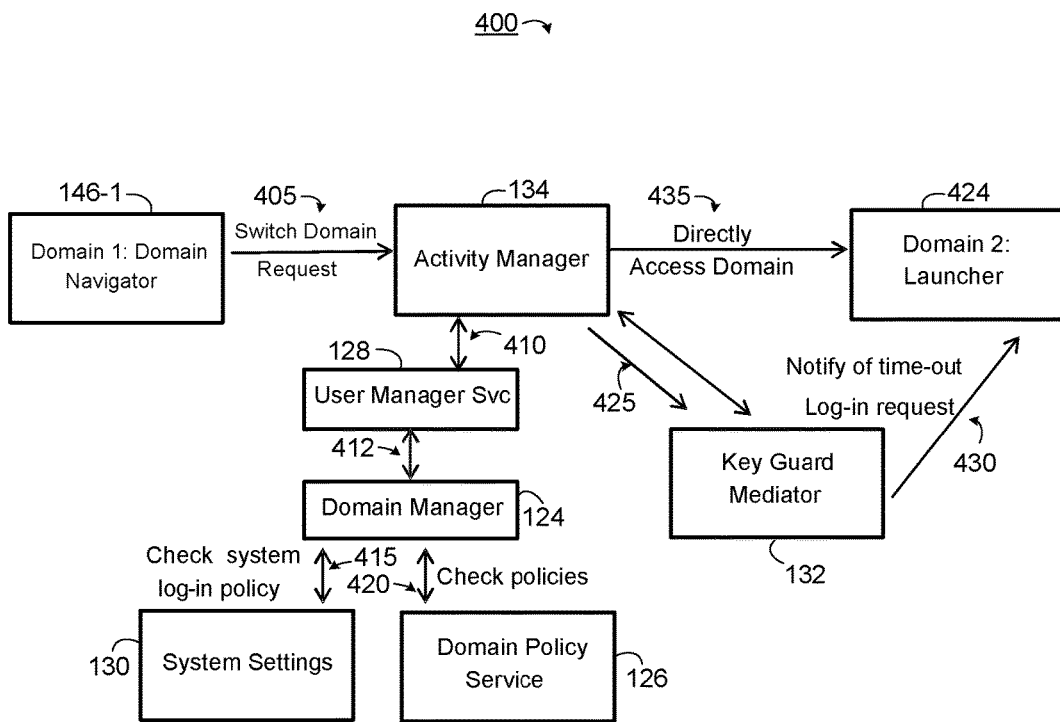 400
146-1
405
134
435
424
Domain 1: Domain
Navigator
Switch Domain
Request
Activity Manager
Directly
Access Domain
Domain 2:
Launcher
410
128
User Manager Svc
425
Notify of time-out
Log-in request
430
412
Domain Manager
124
Key Guard
Mediator
132
Check system
log-in policy
415
420
Check policies
130
System Settings
Domain Policy
Service
126